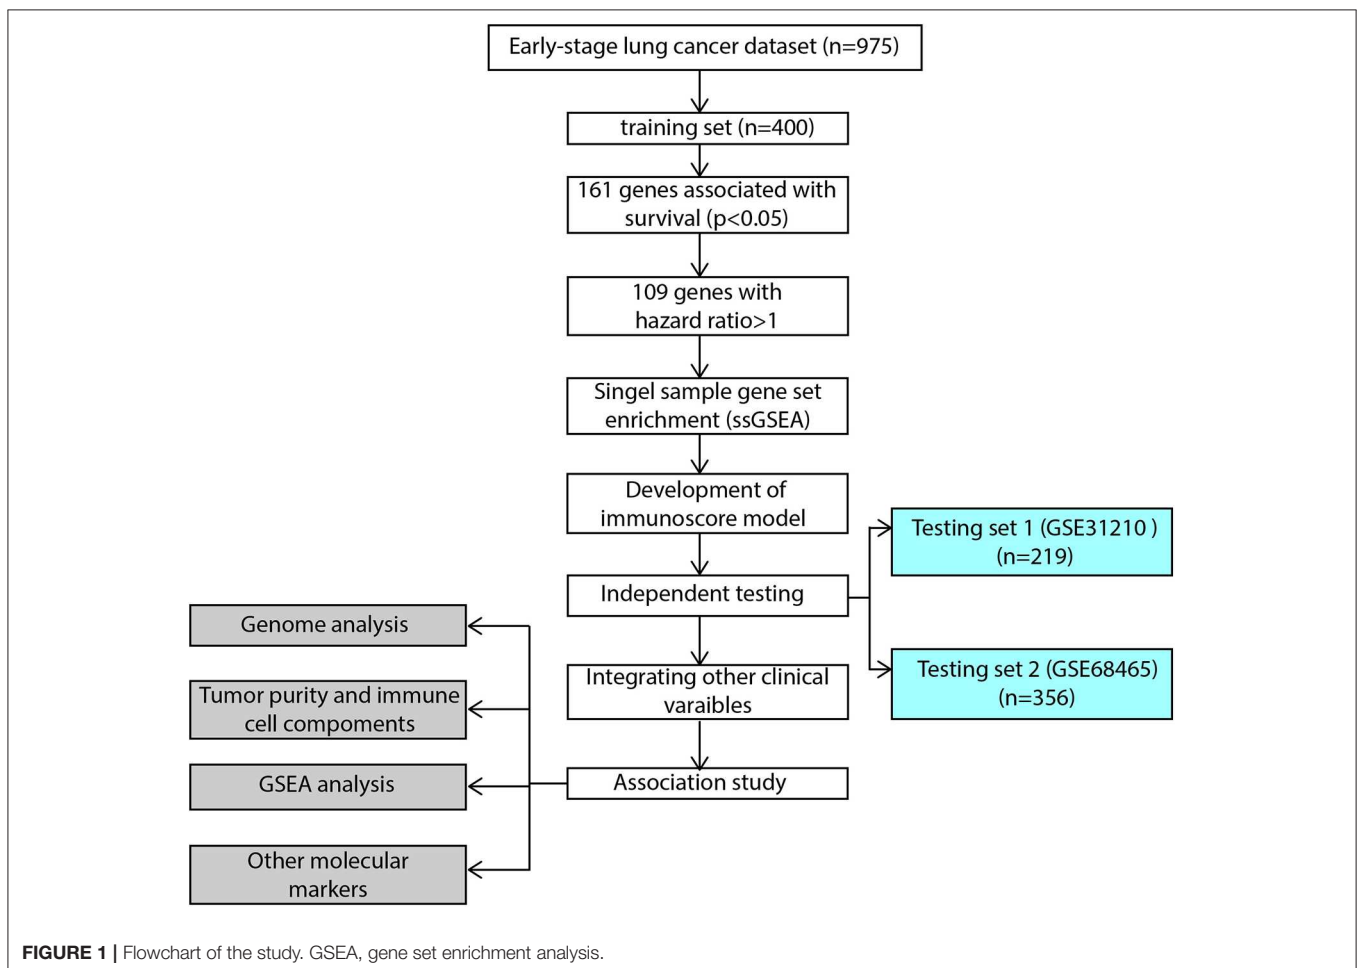 Early-stage lung cancer dataset (n=975)
training set (n=400)
161 genes associated with
survival (p<0.05)
109 genes with
hazard ratio>1
Singel sample gene set
enrichment (ssGSEA)
Development of
immunoscore model
Testing set 1 (GSE31210 )
(n=219)
Independent testing
Testing set 2 (GSE68465)
(n=356)
Integrating other clinical
varaibles
Association study
Genome analysis
Tumor purity and immune
cell compoments
GSEA analysis
Other molecular
markers
FIGURE 1 | Flowchart of the study. GSEA, gene set enrichment analysis.